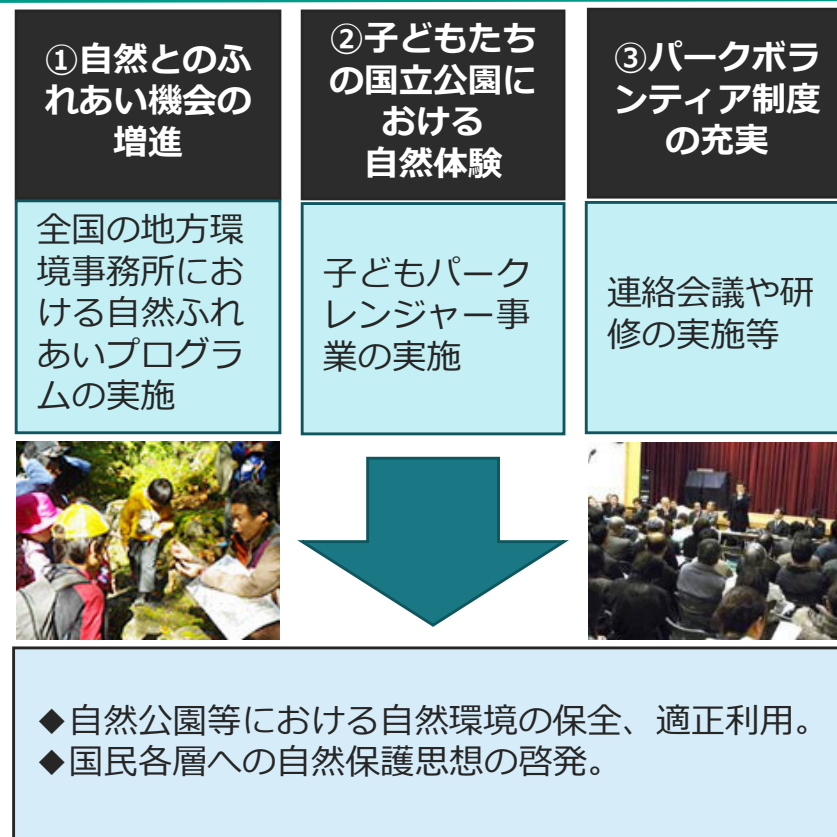 ①自然とのふ
れあい機会の
増進
②子どもたち
の国立公園に
おける
自然体験
③パークボラ
ンティア制度
の充実
全国の地方環
境事務所にお
ける自然ふれ
あいプログラ
ムの実施
子どもパーク
レンジャー事
業の実施
連絡会議や研
修の実施等
◆自然公園等における自然環境の保全、適正利用。
◆国民各層への自然保護思想の啓発。